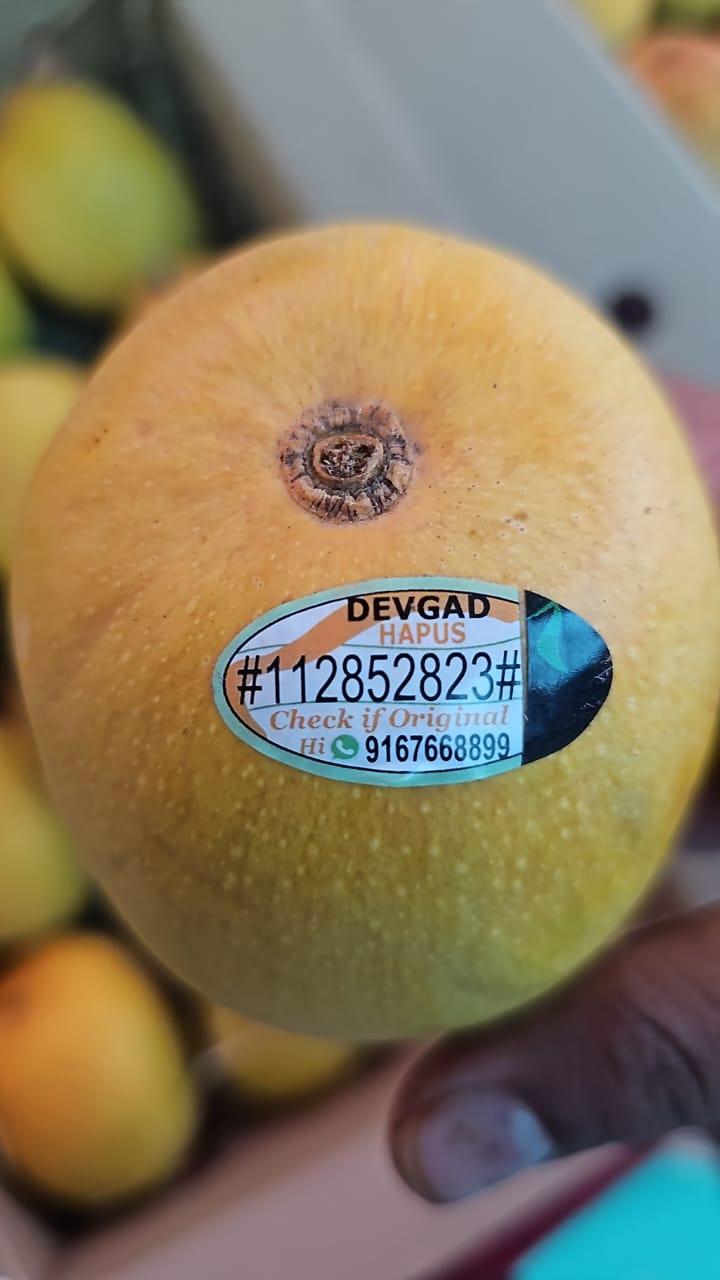 DEVGAD
HAPUS
#112852823#
Check if Original
Hi 9167668899